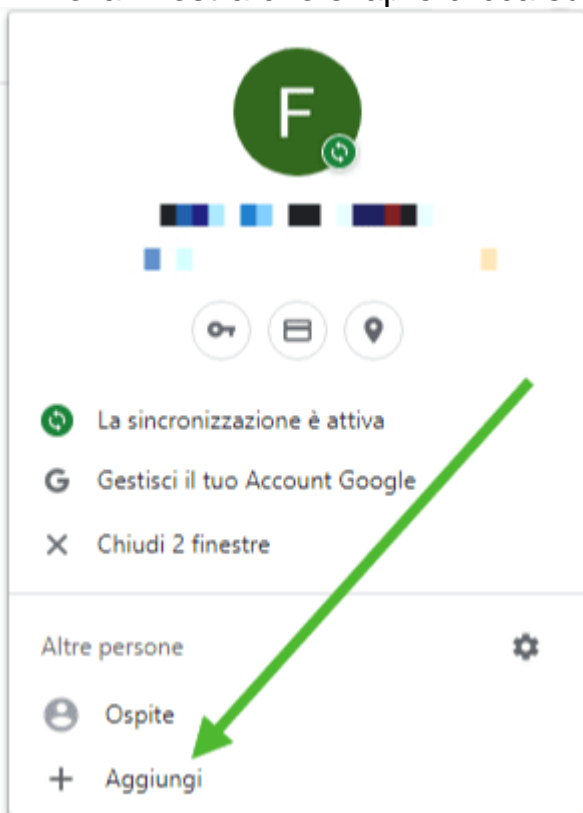 F
La sincronizzazione è attiva
G Gestisci il tuo Account Google
Chiudi 2 finestre
Altre persone
Ospite
+ Aggiungi